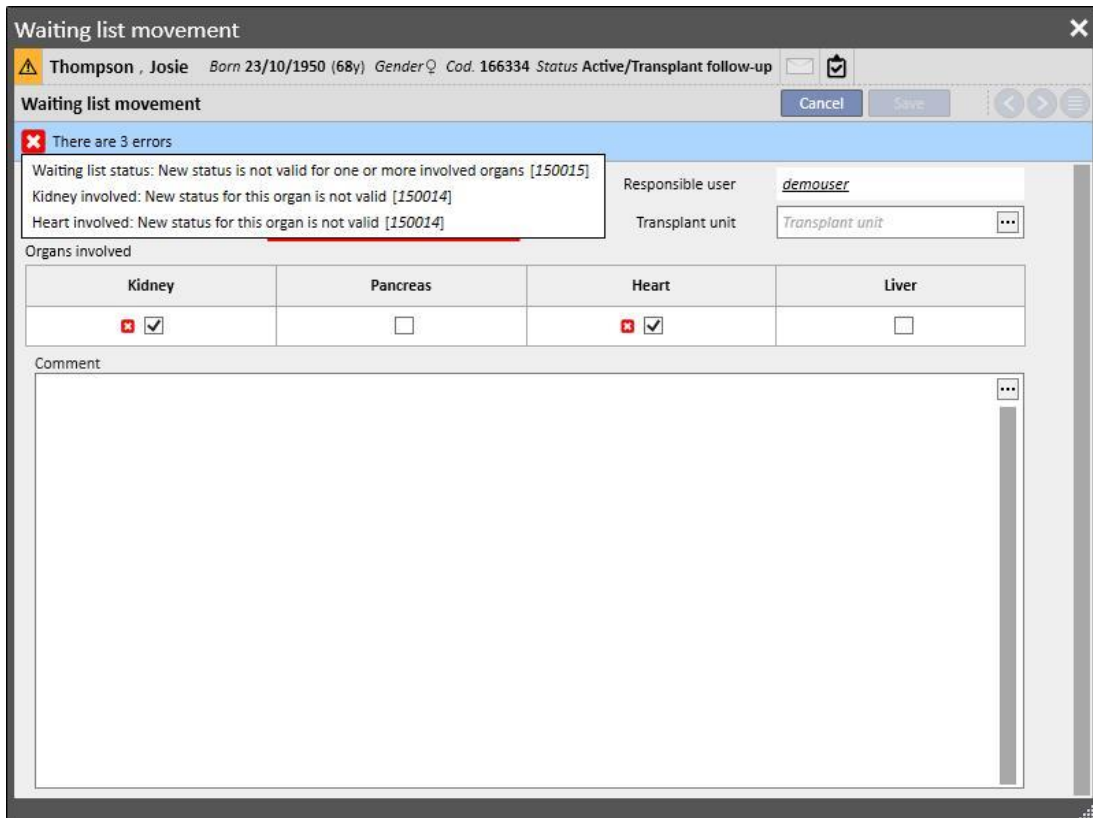 Waiting list movement
Thompson , Josie Born 23/10/1950 (68y) Gender♀ Cod. 166334 Status Active/Transplant follow-up
Waiting list movement Cancel Save
There are 3 errors
Waiting list status: New status is not valid for one or more involved organs [150015]
Kidney involved: New status for this organ is not valid [150014]
Heart involved: New status for this organ is not valid [150014]
Responsible user demouser
Transplant unit Transplant unit ...
Organs involved
Kidney Pancreas Heart Liver
Comment
...